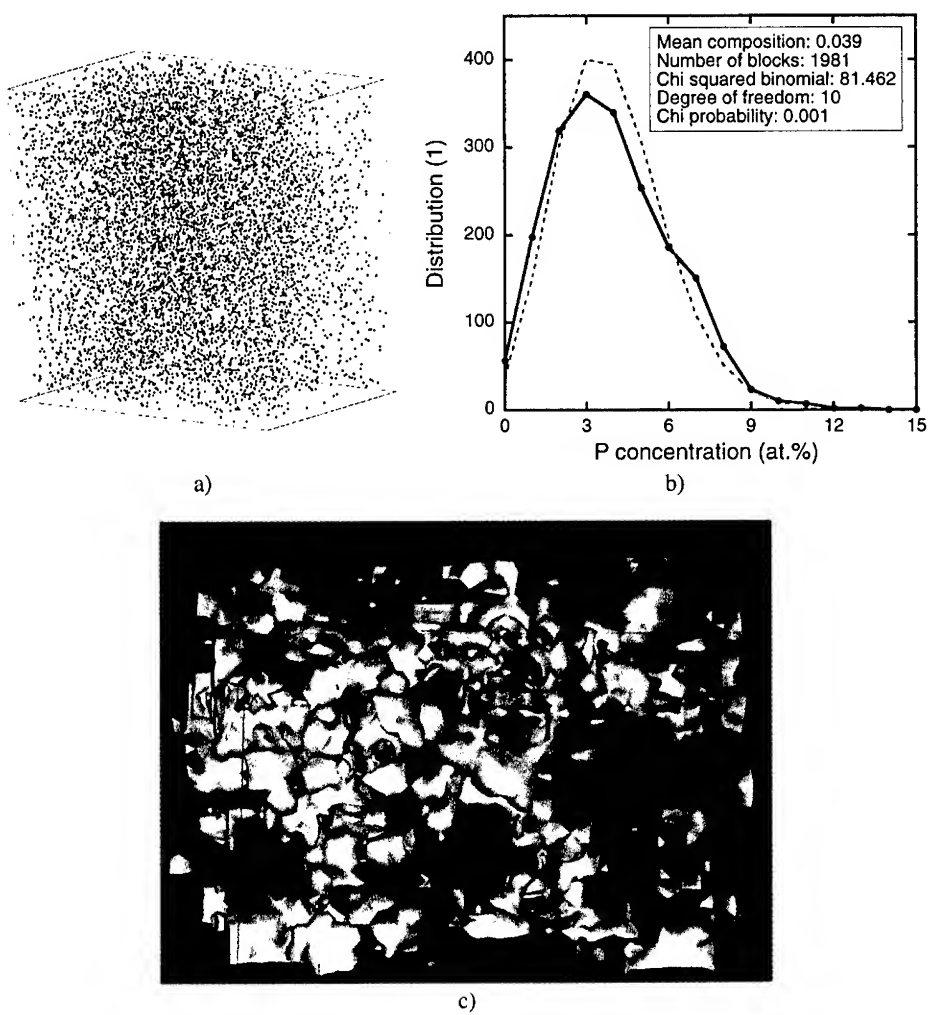 400
300
200
100
0
Distribution (1)
Mean composition: 0.039
Number of blocks: 1981
Chi squared binomial: 81.462
Degree of freedom: 10
Chi probability: 0.001
0 3 6 9 12 15
P concentration (at.%)
a)
b)
c)